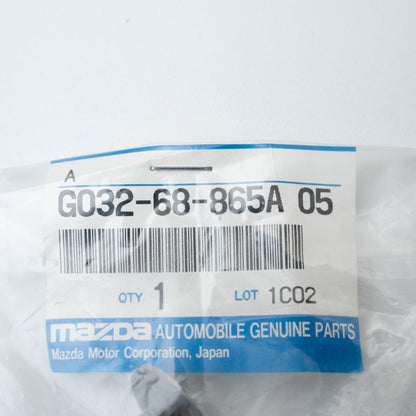 A
G032-68-865A 05
QTY 1 LOT 1C02
mazda AUTOMOBILE GENUINE PARTS
Mazda Motor Corporation, Japan